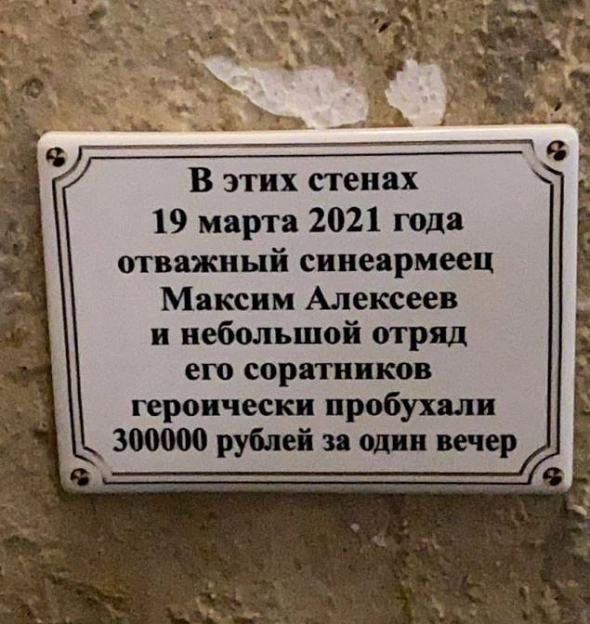 В этих стенах
19 марта 2021 года
отважный синеармеец
Максим Алексеев
и небольшой отряд
его соратников
героически пробухали
300000 рублей за один вечер